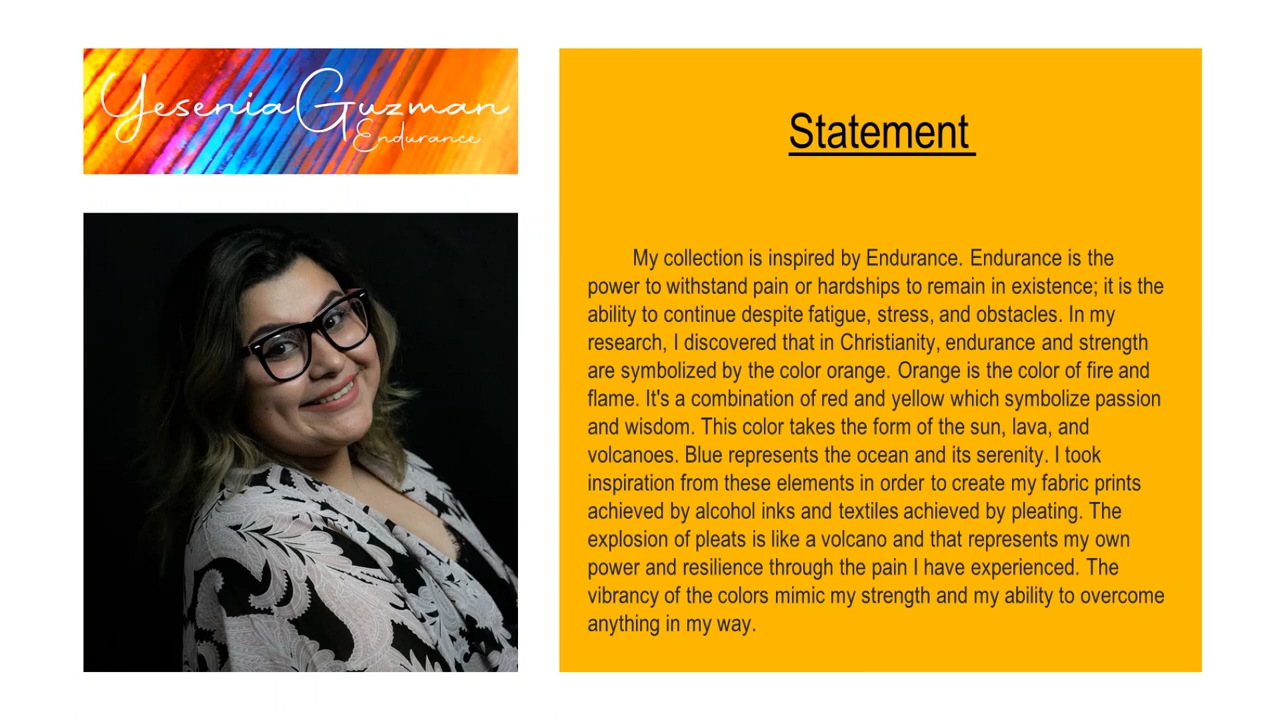 Yesenia Guzman
Endurance
Statement
My collection is inspired by Endurance. Endurance is the
power to withstand pain or hardships to remain in existence; it is the
ability to continue despite fatigue, stress, and obstacles. In my
research, I discovered that in Christianity, endurance and strength
are symbolized by the color orange. Orange is the color of fire and
flame. It's a combination of red and yellow which symbolize passion
and wisdom. This color takes the form of the sun, lava, and
volcanoes. Blue represents the ocean and its serenity. I took
inspiration from these elements in order to create my fabric prints
achieved by alcohol inks and textiles achieved by pleating. The
explosion of pleats is like a volcano and that represents my own
power and resilience through the pain I have experienced. The
vibrancy of the colors mimic my strength and my ability to overcome
anything in my way.